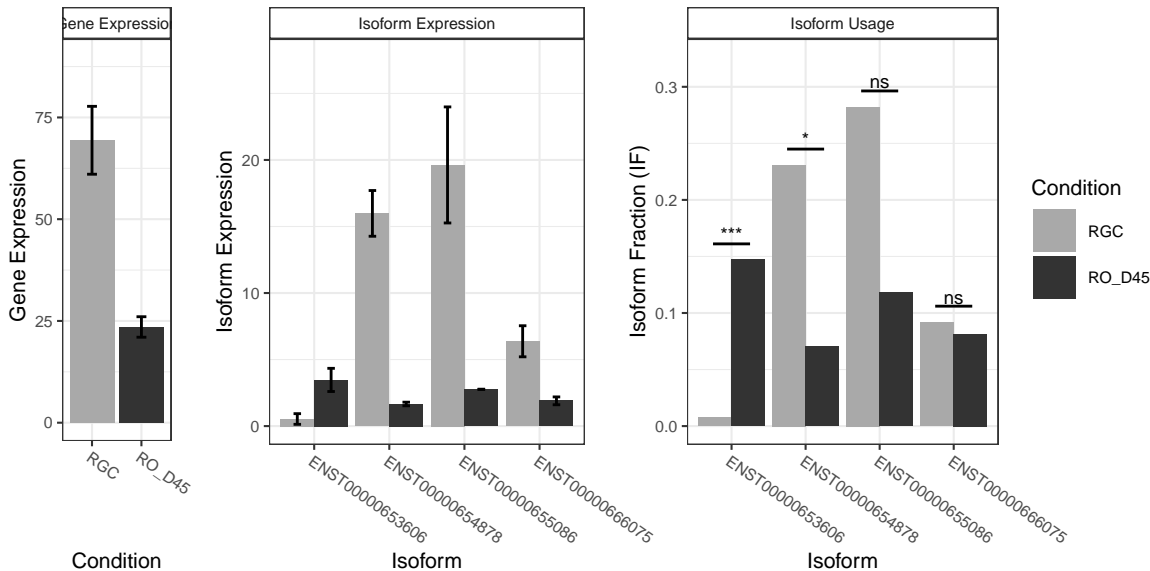 Gene Expression
Isoform Expression
Isoform Usage
Gene Expression
75
50
25
0
RGC
RO_D45
Condition
Isoform Expression
20
10
0
ENST00000653606
ENST00000654878
ENST00000655086
ENST00000666075
Isoform
Isoform Fraction (IF)
0.3
0.2
0.1
0.0
***
*
ns
ns
ENST00000653606
ENST00000654878
ENST00000655086
ENST00000666075
Isoform
Condition
RGC
RO_D45